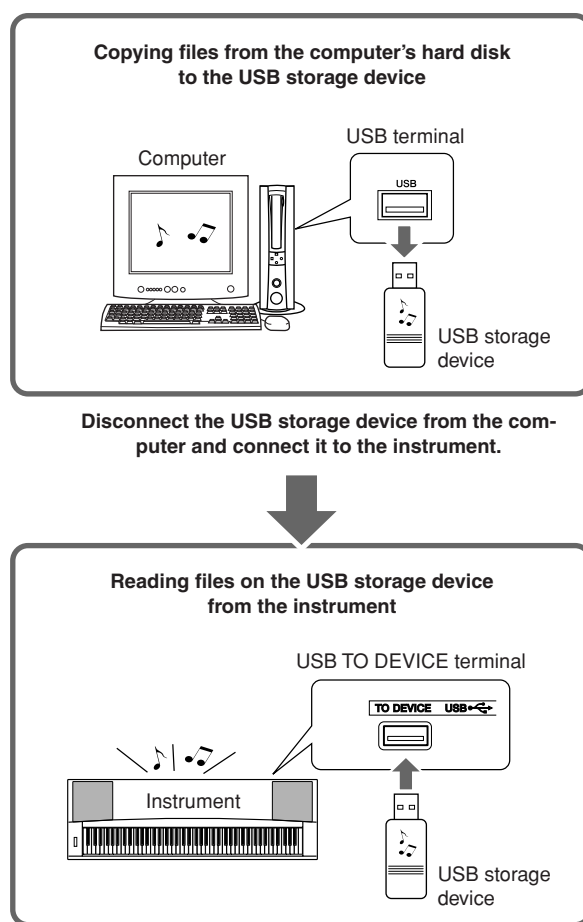 Copying files from the computer's hard disk
to the USB storage device
USB terminal
Computer
USB
USB storage
device
Disconnect the USB storage device from the com-
puter and connect it to the instrument.
Reading files on the USB storage device
from the instrument
USB TO DEVICE terminal
TO DEVICE USB
Instrument
USB storage
device